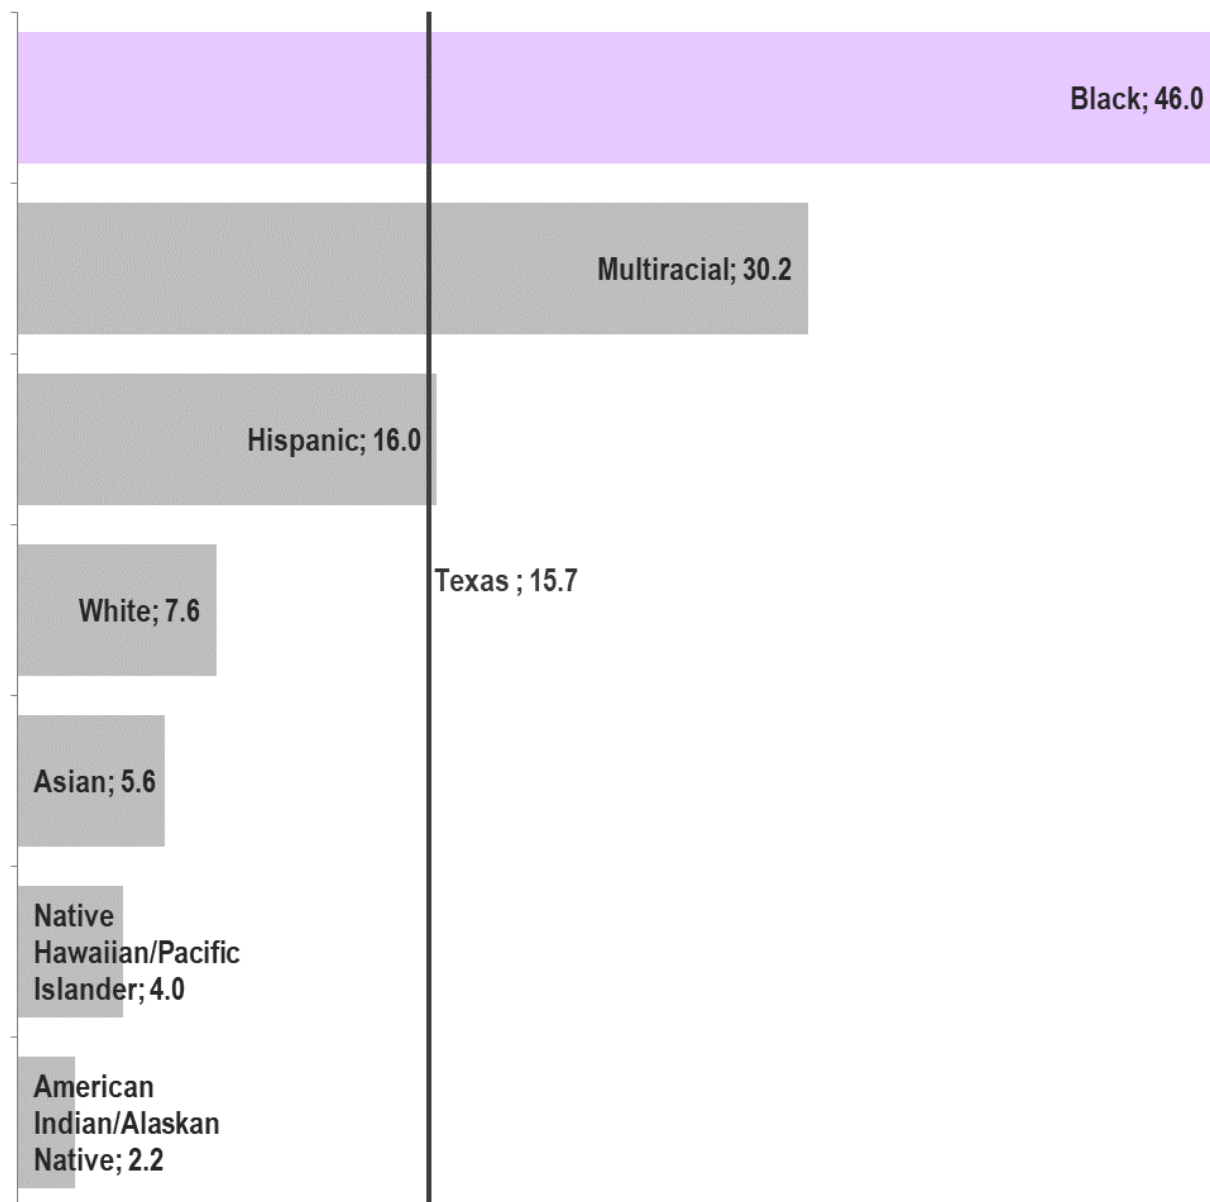 Black; 46.0
Multiracial; 30.2
Hispanic; 16.0
Texas ; 15.7
White; 7.6
Asian; 5.6
Native
Hawaiian/Pacific
Islander; 4.0
American
Indian/Alaskan
Native; 2.2